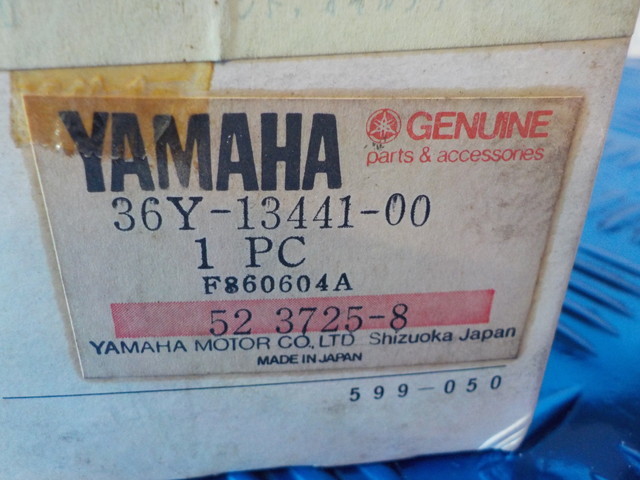 YAMAHA GENUINE
parts & accessories
36Y-13441-00
1 PC
F860604A
52 3725-8
YAMAHA MOTOR CO., LTD Shizuoka Japan
MADE IN JAPAN
599-050